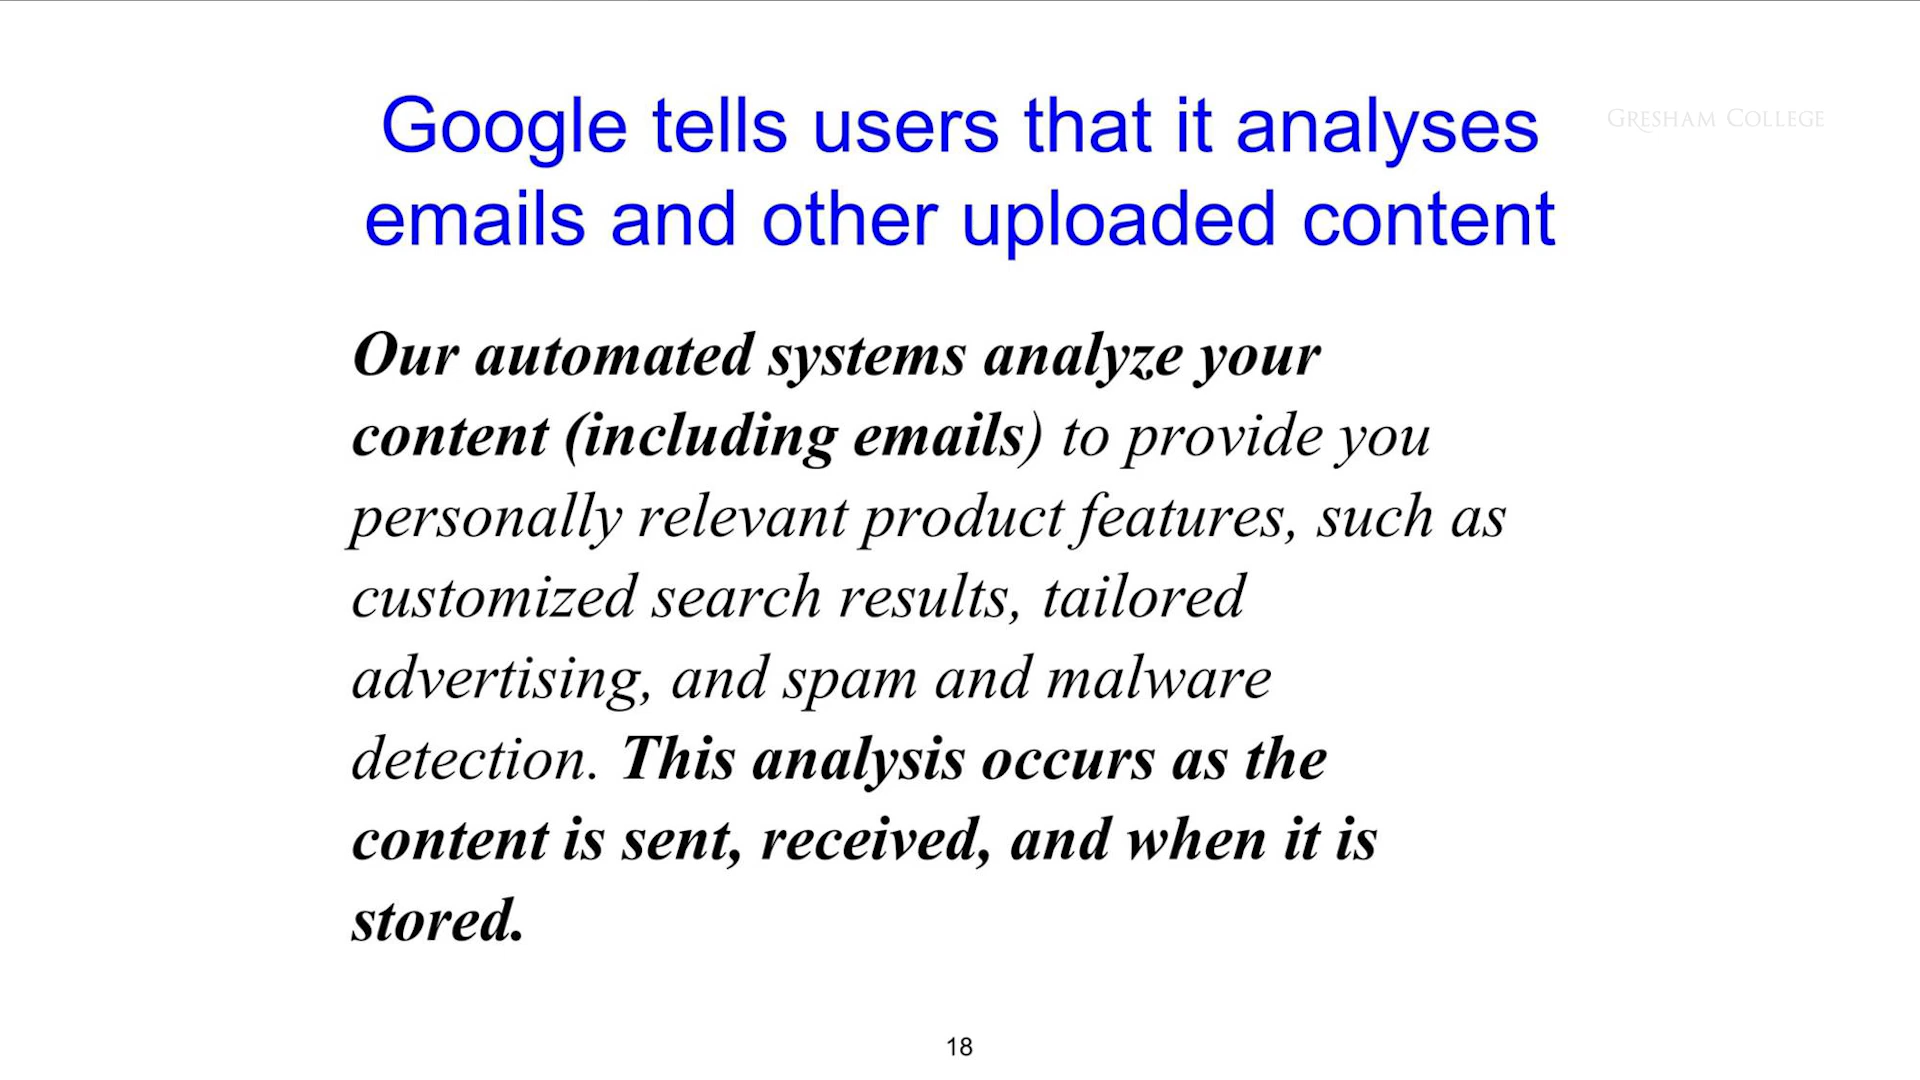 Google tells users that it analyses
GRESHAM COLLEGE
emails and other uploaded content
Our automated systems analyze your
content (including emails) to provide you
personally relevant product features, such as
customized search results, tailored
advertising, and spam and malware
detection. This analysis occurs as the
content is sent, received, and when it is
stored.
18